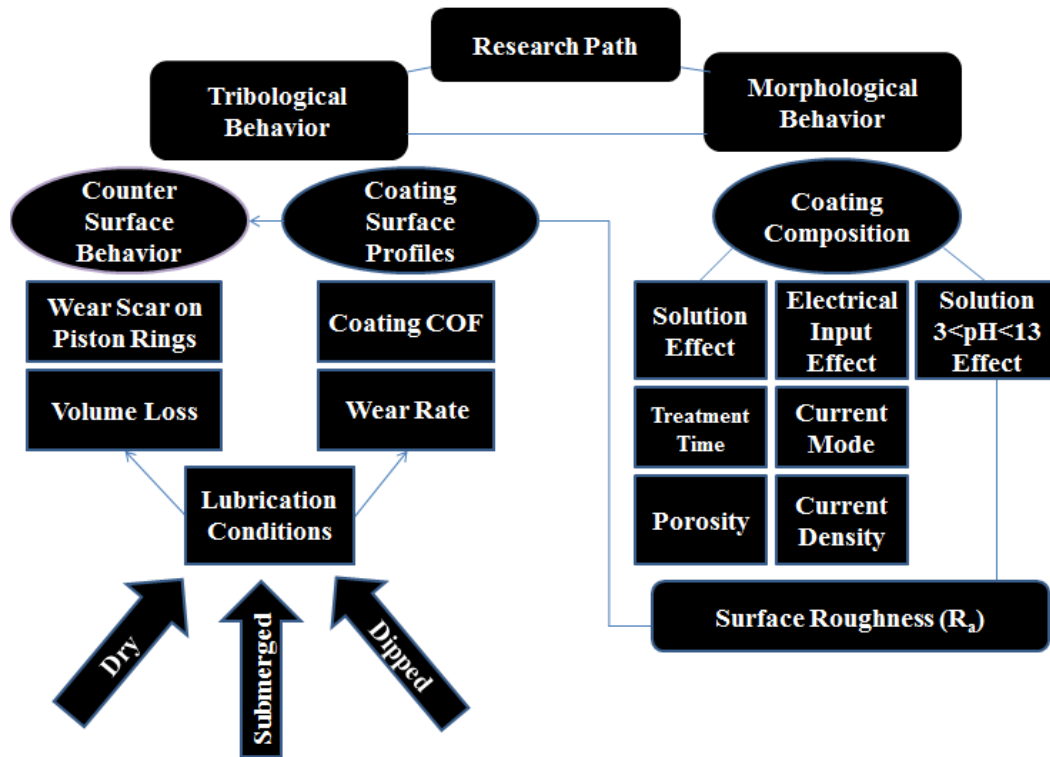 Research Path
Tribological
Behavior
Morphological
Behavior
Counter
Surface
Behavior
Coating
Surface
Profiles
Coating
Composition
Wear Scar on
Piston Rings
Coating COF
Solution
Effect
Electrical
Input
Effect
Solution
3<pH<13
Effect
Volume Loss
Wear Rate
Treatment
Time
Current
Mode
Lubrication
Conditions
Porosity
Current
Density
Surface Roughness (Ra)
Dry
Submerged
Dipped